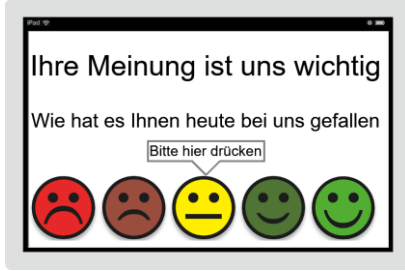 iPad
Ihre Meinung ist uns wichtig
Wie hat es Ihnen heute bei uns gefallen
Bitte hier drücken